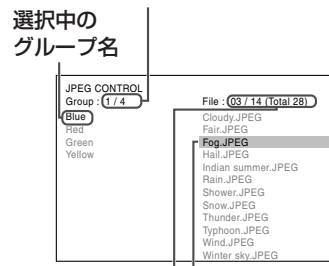 選択中の
グループ名
JPEG CONTROL
Group : 1 / 4
Blue
Red
Green
Yellow
File : 03 / 14 (Total 28)
Cloudy.JPEG
Fair.JPEG
Fog.JPEG
Hail.JPEG
Indian summer.JPEG
Rain.JPEG
Shower.JPEG
Snow.JPEG
Thunder.JPEG
Typhoon.JPEG
Wind.JPEG
Winter sky.JPEG